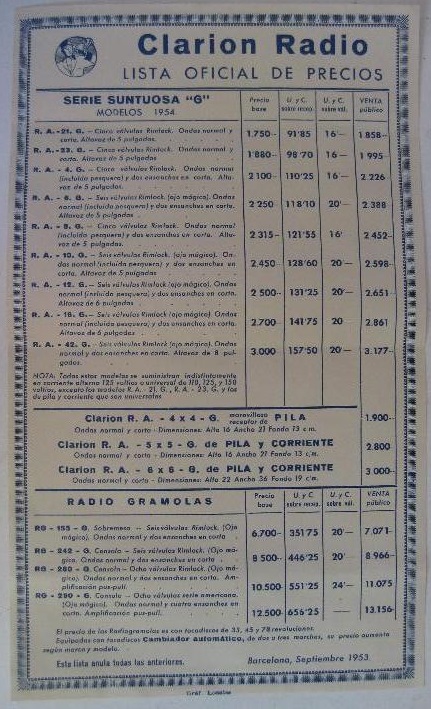 Clarion Radio
LISTA OFICIAL DE PRECIOS
SERIE SUNTUOSA "G"
MODELOS 1954
Precio base
U. y C. sobre recep.
U. y C. sobre vál.
VENTA público
R. A. -21. G. - Cinco válvulas Rimlock. Ondas normal y
corta. Altavoz de 5 pulgadas 1.750- 91'85 16'- 1 858-
R. A. - 23. G. - Cinco válvulas Rimlock. Ondas normal y
corta. Altavoz de 5 pulgadas 1'880- 98'70 16- 1 995-
R. A. - 4. G. - Cinco válvulas Rimlock. Ondas normal
(incluida pesquera) y dos ensanches en corta. Altavoz de 5 pulgadas. 2 100- 110'25 16'- 2.226
R. A. - 6. G. - Seis válvulas Rimlock. (ojo mágico). Ondas
normal (incluida pesquera) y dos ensanches en corta.
Altavoz de 5 pulgadas 2 250 118'10 20'- 2.388
R. A. - 8. G. - Cinco válvulas Rimlock. Ondas normal
(incluida pesquera) y dos ensanches en corta. Altavoz de 5 pulgadas. 2 315- 121'55 16' 2 452-
R. A. - 10. G. - Seis válvulas Rimlock. (ojo mágico). Ondas
normal (incluida pesquera) y dos ensanches en
corta. Altavoz de 5 pulgadas 2.450- 128'60 20'- 2.598-
R. A. - 12. G. - Seis válvulas Rimlock. (ojo mágico). Ondas
normal (incluida pesquera) y dos ensanches en
corta. Altavoz de 5 pulgadas 2 500- 131'25 20'- 2.651-
R. A. - 16. G. - Seis válvulas Rimlock. (ojo mágico). Ondas
normal (incluida pesquera) y dos ensanches en
corta. Altavoz de 6 pulgadas 2.700 141'75 20 2.861
R. A. - 42. G. - Seis válvulas Rimlock. (Ojo mágico). Ondas
normal y dos ensanches en corta. Altavoz de 8 pulgadas. 3.000- 157'50 20'- 3.177-
NOTA: Todos estos modelos se suministran indistintamente
en corriente alterna 125 voltios o universal de 110, 125, y 150
voltios, excepto los modelos R. A. - 21. G., R. A. - 23. G. y los
de pila y corriente que son universales
Clarion R. A. - 4 x 4 - G. maravilloso receptor de PILA 1.900-
Ondas normal y corta - Dimensiones: Alto 16 Ancho 21 Fondo 13 c/m.
Clarion R. A. - 5 x 5 - G. de PILA y CORRIENTE 2.800
Ondas normal y corta - Dimensiones: Alto 16 Ancho 21 Fondo 13 c/m.
Clarion R. A. - 6 x 6 - G. de PILA y CORRIENTE 3.000-
Ondas normal y corta - Dimensiones: Alto 22 Ancho 36 Fondo 19 c/m.
RADIO GRAMOLAS
Precio base
U. y C. sobre recep.
U. y C. sobre vál.
VENTA público
RG - 155 - G. Sobremesa - Seis válvulas Rimlock. (Ojo
mágico). Ondas normal y dos ensanches en corta 6.700- 351'75 20'- 7.071-
RG - 242 - G. Consola - Seis válvulas Rimlock. (Ojo mágico).
Ondas normal y dos ensanches en corta 8 500- 446'25 20' 8.966-
RG - 280 - G. Consola - Ocho válvulas Rimlock. (Ojo
mágico). Ondas normal y dos ensanches en corta. Amplificación
pus-pull 10.500- 551'25 24'- 11.075
RG - 290 - G. Consola - Ocho válvulas serie americana.
(Ojo mágico). Ondas normal y cuatro ensanches en
corta. Amplificación pus-pull. 12.500- 656'25 — 13.156-
El precio de las Radiogramolas es con tocadiscos de 33, 45 y 78 revoluciones.
Equipadas con tocadiscos Cambiador automático, de dos o tres marchas, su precio aumenta
según marca y modelo.
Esta lista anula todas las anteriores. Barcelona, Septiembre 1953.